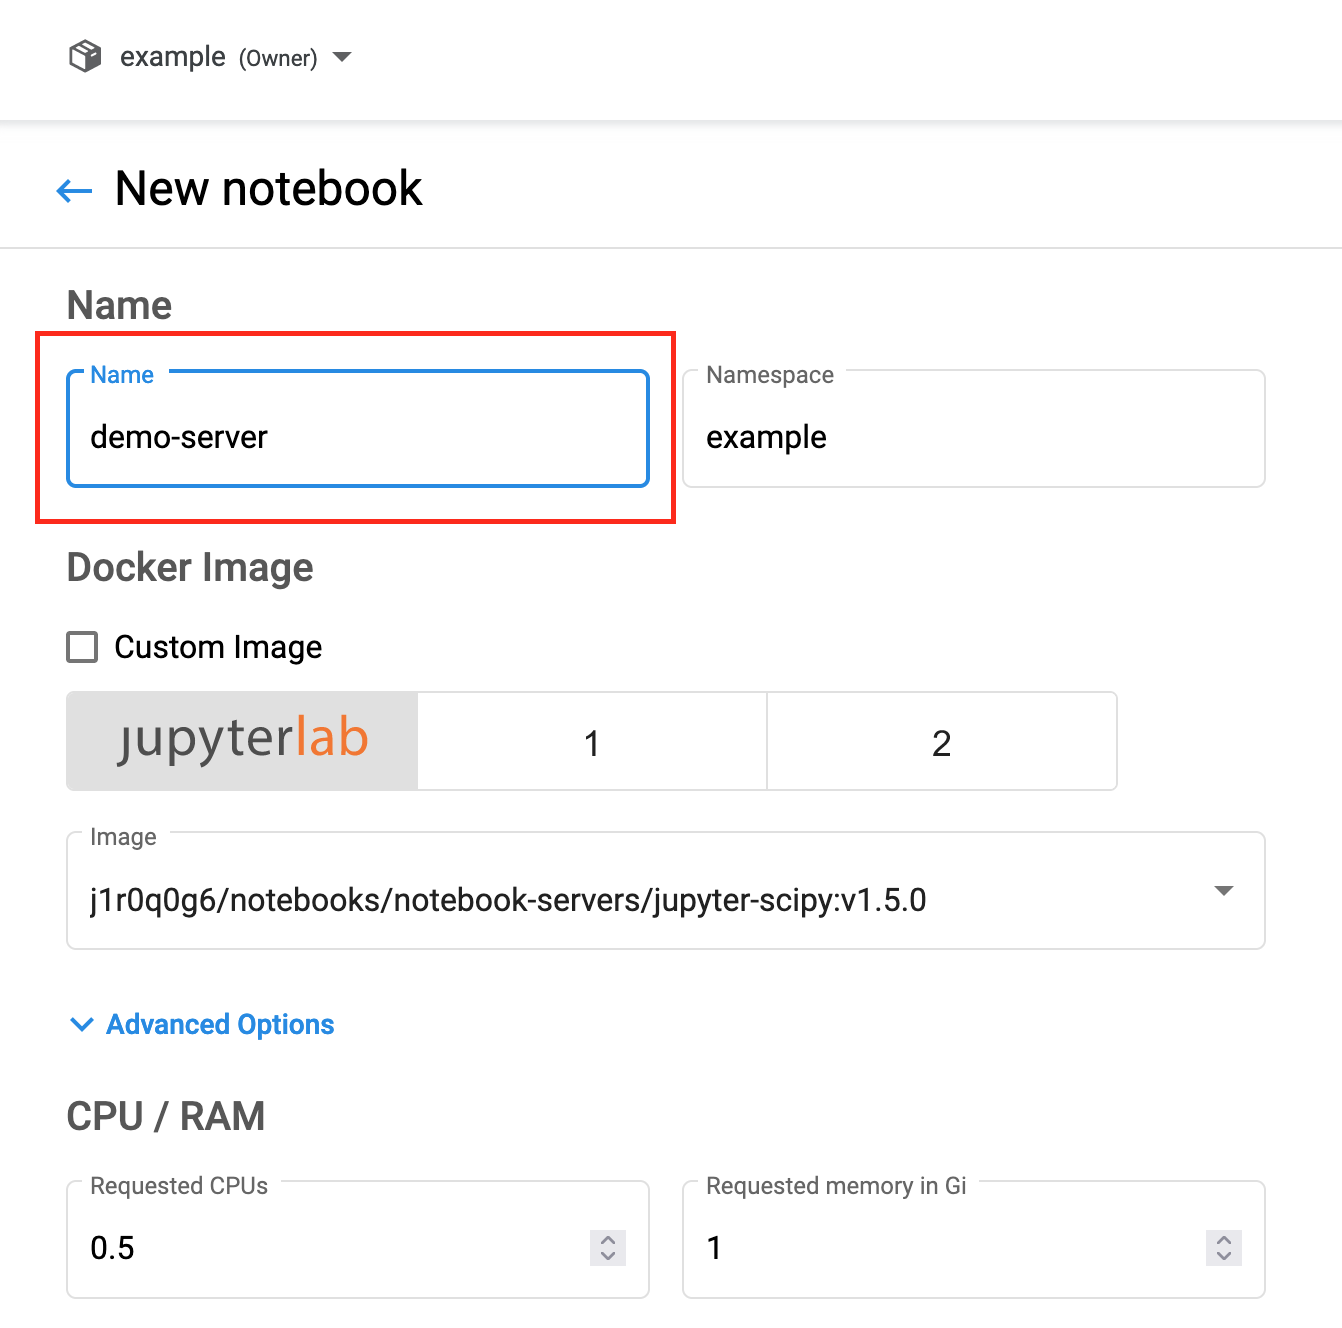 example (Owner)
New notebook
Name
Name
demo-server
Namespace
example
Docker Image
Custom Image
jupyterlab
1
2
Image
j1r0q0g6/notebooks/notebook-servers/jupyter-scipy:v1.5.0
Advanced Options
CPU / RAM
Requested CPUs
0.5
Requested memory in Gi
1